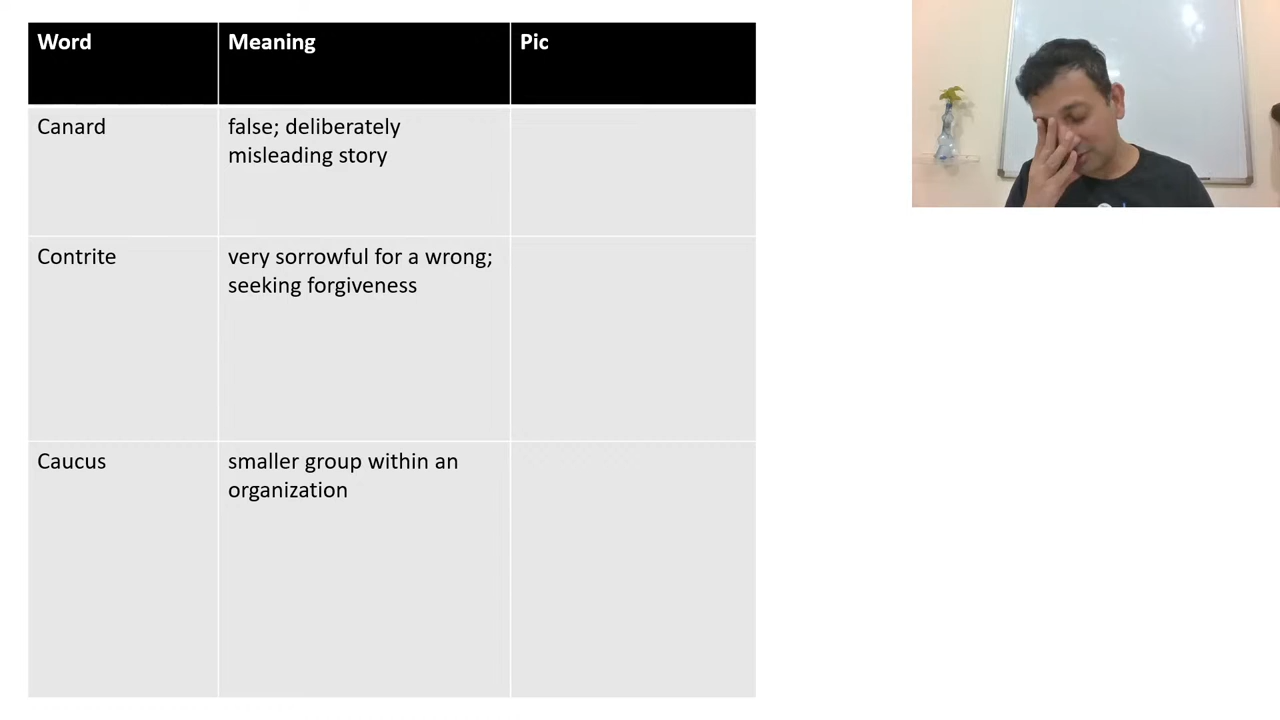 Word
Meaning
Pic
Canard
false; deliberately
misleading story
Contrite
very sorrowful for a wrong;
seeking forgiveness
Caucus
smaller group within an
organization